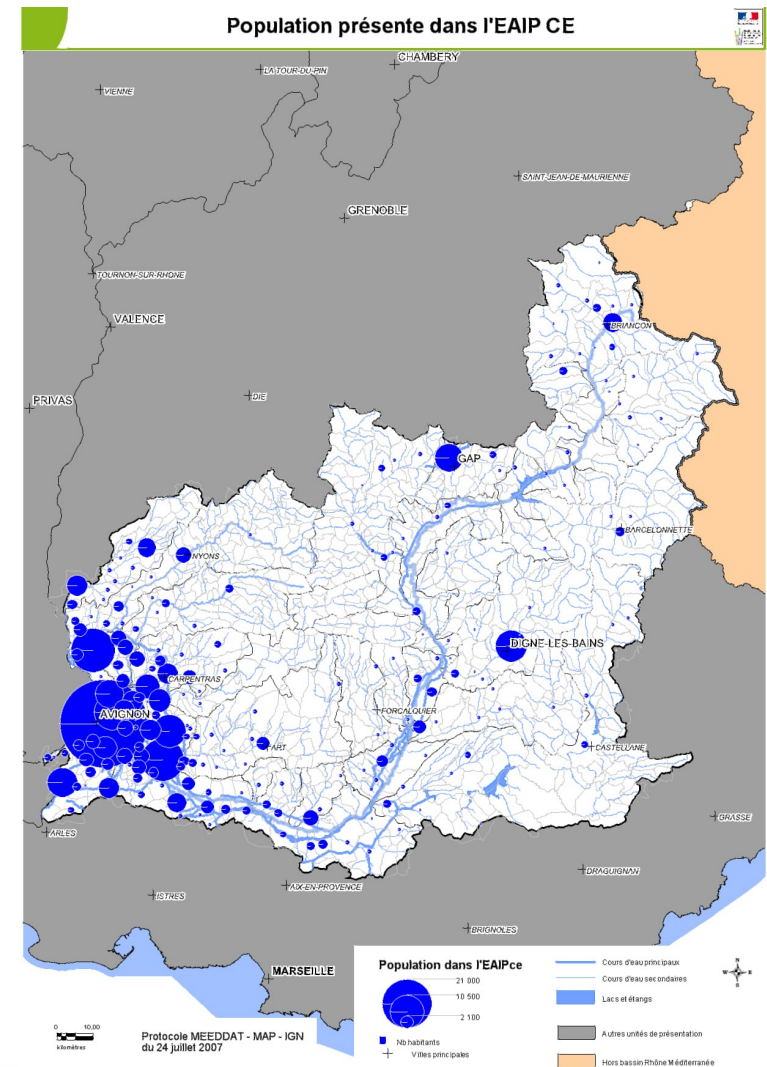 Population présente dans l'EAIP CE
CHAMBERY
LA-TOUR-DU-PIN
VIENNE
SAINT-JEAN-DE-MAURIENNE
GRENOBLE
TOURNON-SUR-RHONE
VALENCE
BRIANCON
DIE
PRIVAS
GAP
BARCELONNETTE
NYONS
DIGNE-LES-BAINS
CARPENTRAS
FORCALQUIER
AVIGNON
APT
CASTELLANE
GRASSE
ARLES
DRAGUIGNAN
AIX-EN-PROVENCE
ISTRES
BRIGNOLES
MARSEILLE
Population dans l'EAIPce
21 000
10 500
2 100
Nb habitants
Villes principales
Cours d'eau principaux
Cours d'eau secondaires
Lacs et étangs
Autres unités de présentation
Hors bassin Rhône Méditerranée
N
W E
S
0 10,00
kilomètres
Protocole MEEDDAT - MAP - IGN
du 24 juillet 2007